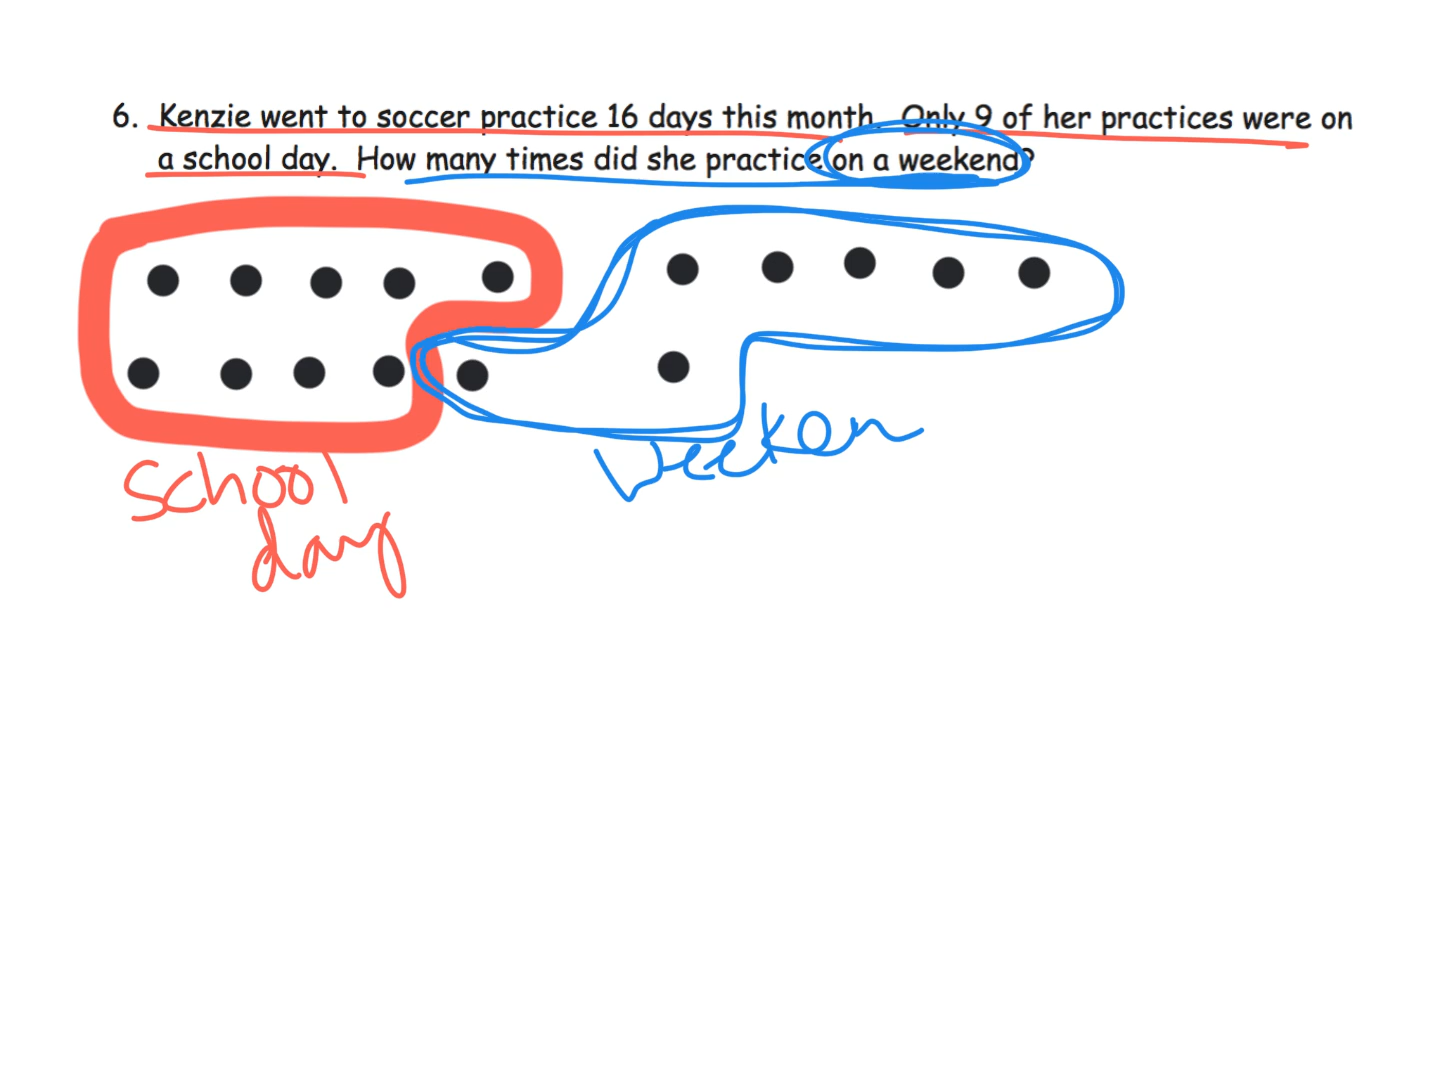 6. Kenzie went to soccer practice 16 days this month. Only 9 of her practices were on
a school day. How many times did she practice on a weekend?
school
day
weeken